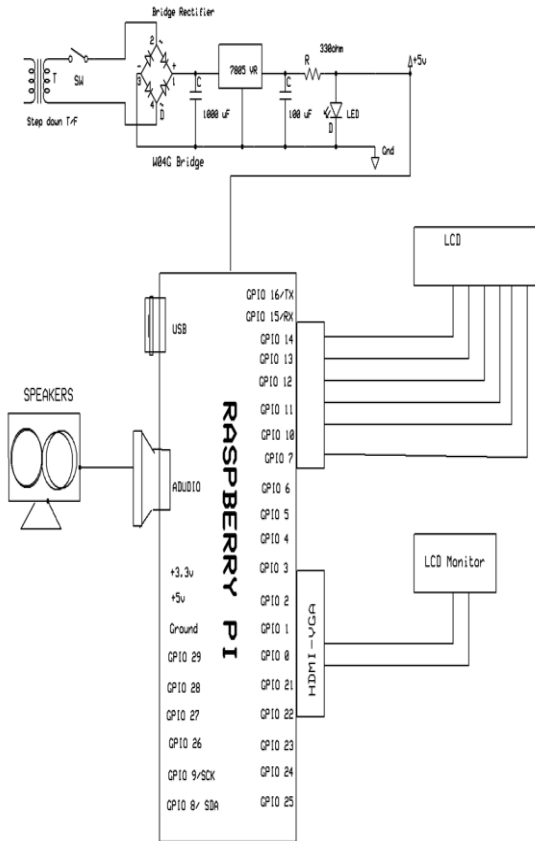 Bridge Rectifier
2
~
-
3
+
1
4
~
D
T
SW
Step down T/F
W04G Bridge
C
1000 uF
7805 VR
C
100 uF
R
330ohm
LED
D
+5v
Gnd
LCD
GPIO 16/TX
GPIO 15/RX
GPIO 14
GPIO 13
GPIO 12
GPIO 11
GPIO 10
GPIO 7
GPIO 6
GPIO 5
GPIO 4
GPIO 3
GPIO 2
GPIO 1
GPIO 0
GPIO 21
GPIO 22
GPIO 23
GPIO 24
GPIO 25
USB
SPEAKERS
ADUDIO
RASPBERRY PI
+3.3v
+5v
Ground
GPIO 29
GPIO 28
GPIO 27
GPIO 26
GPIO 9/SCK
GPIO 8/ SDA
HDMI-VGA
LCD Monitor